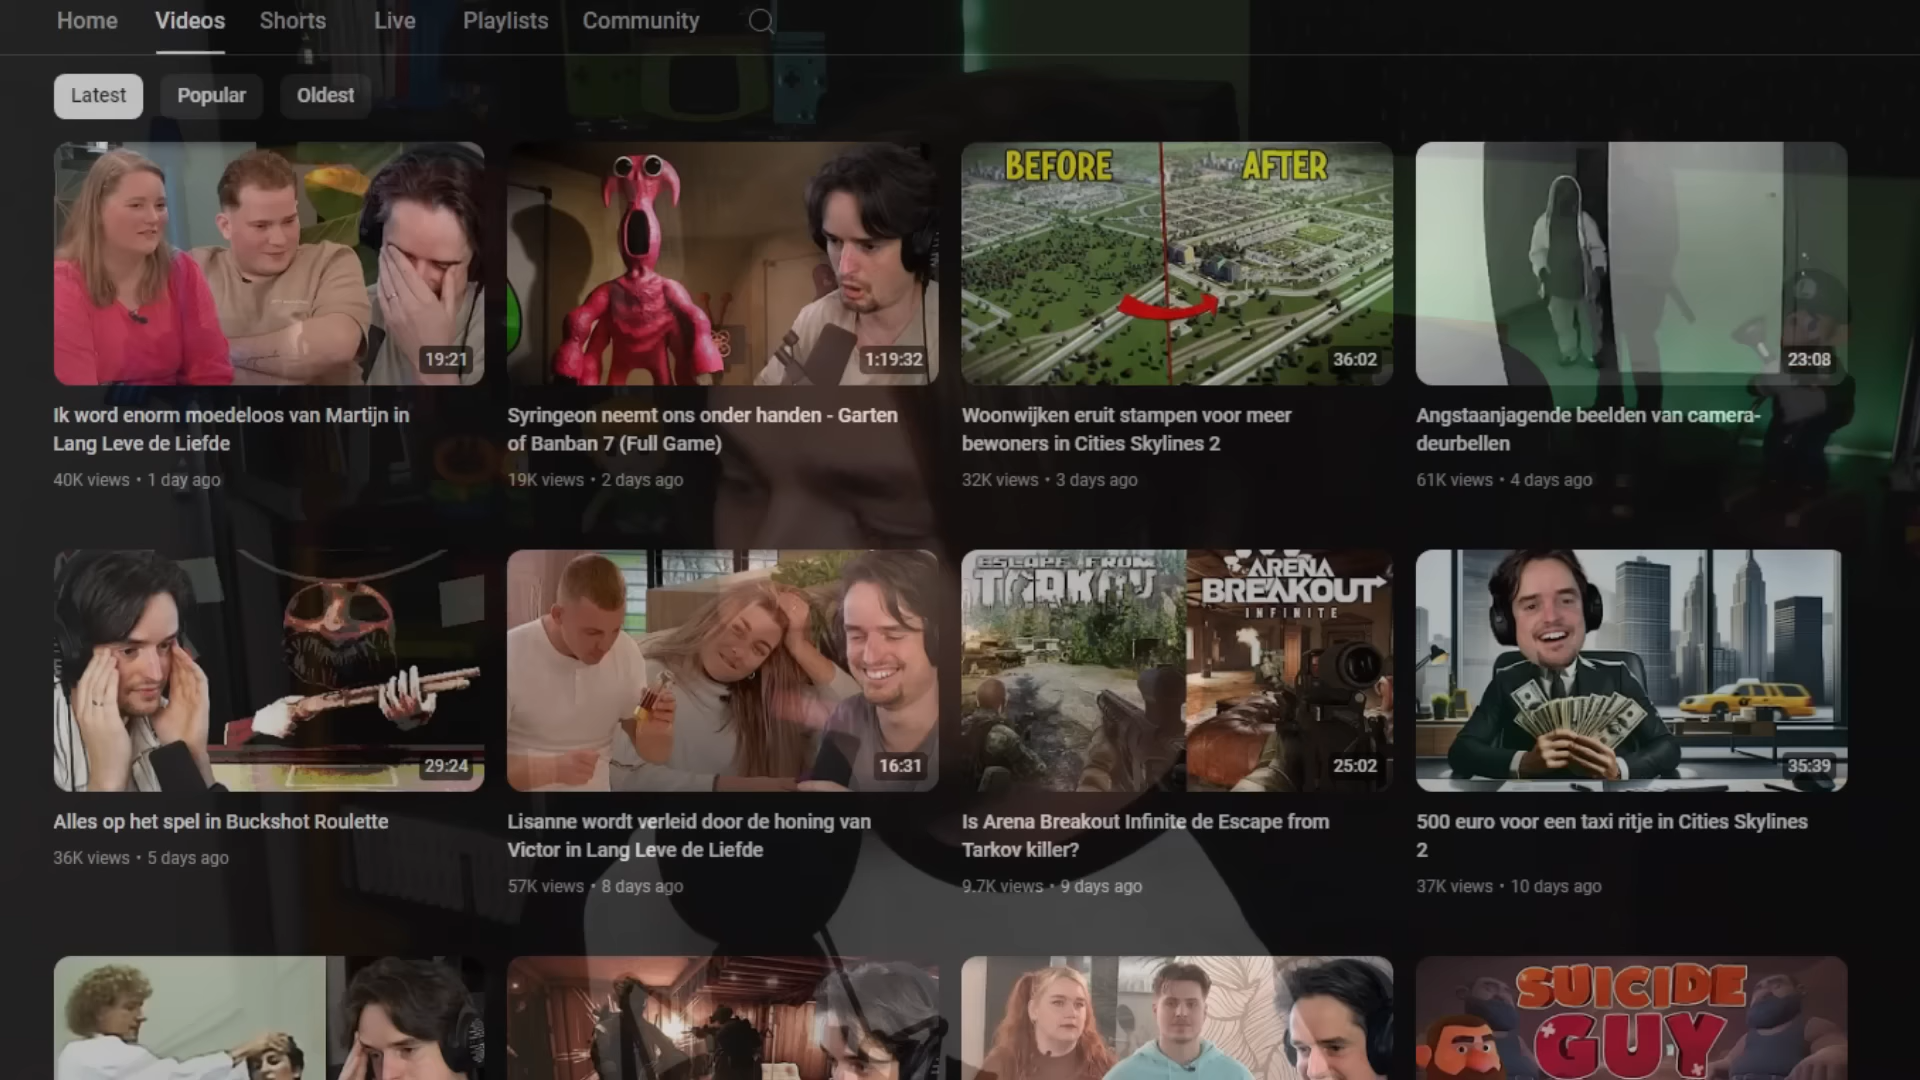 Home Videos Shorts Live Playlists Community
Latest Popular Oldest
BEFORE AFTER
19:21
1:19:32
36:02
23:08
Ik word enorm moedeloos van Martijn in
Lang Leve de Liefde
40K views • 1 day ago
Syringeon neemt ons onder handen - Garten
of Banban 7 (Full Game)
19K views • 2 days ago
Woonwijken eruit stampen voor meer
bewoners in Cities Skylines 2
32K views • 3 days ago
Angstaanjagende beelden van camera-
deurbellen
61K views • 4 days ago
ESCAPE FROM
TARKOV
ARENA
BREAKOUT
INFINITE
29:24
16:31
25:02
35:39
Alles op het spel in Buckshot Roulette
36K views • 5 days ago
Lisanne wordt verleid door de honing van
Victor in Lang Leve de Liefde
57K views • 8 days ago
Is Arena Breakout Infinite de Escape from
Tarkov killer?
9.7K views • 9 days ago
500 euro voor een taxi ritje in Cities Skylines
2
37K views • 10 days ago
SUICIDE
GUY